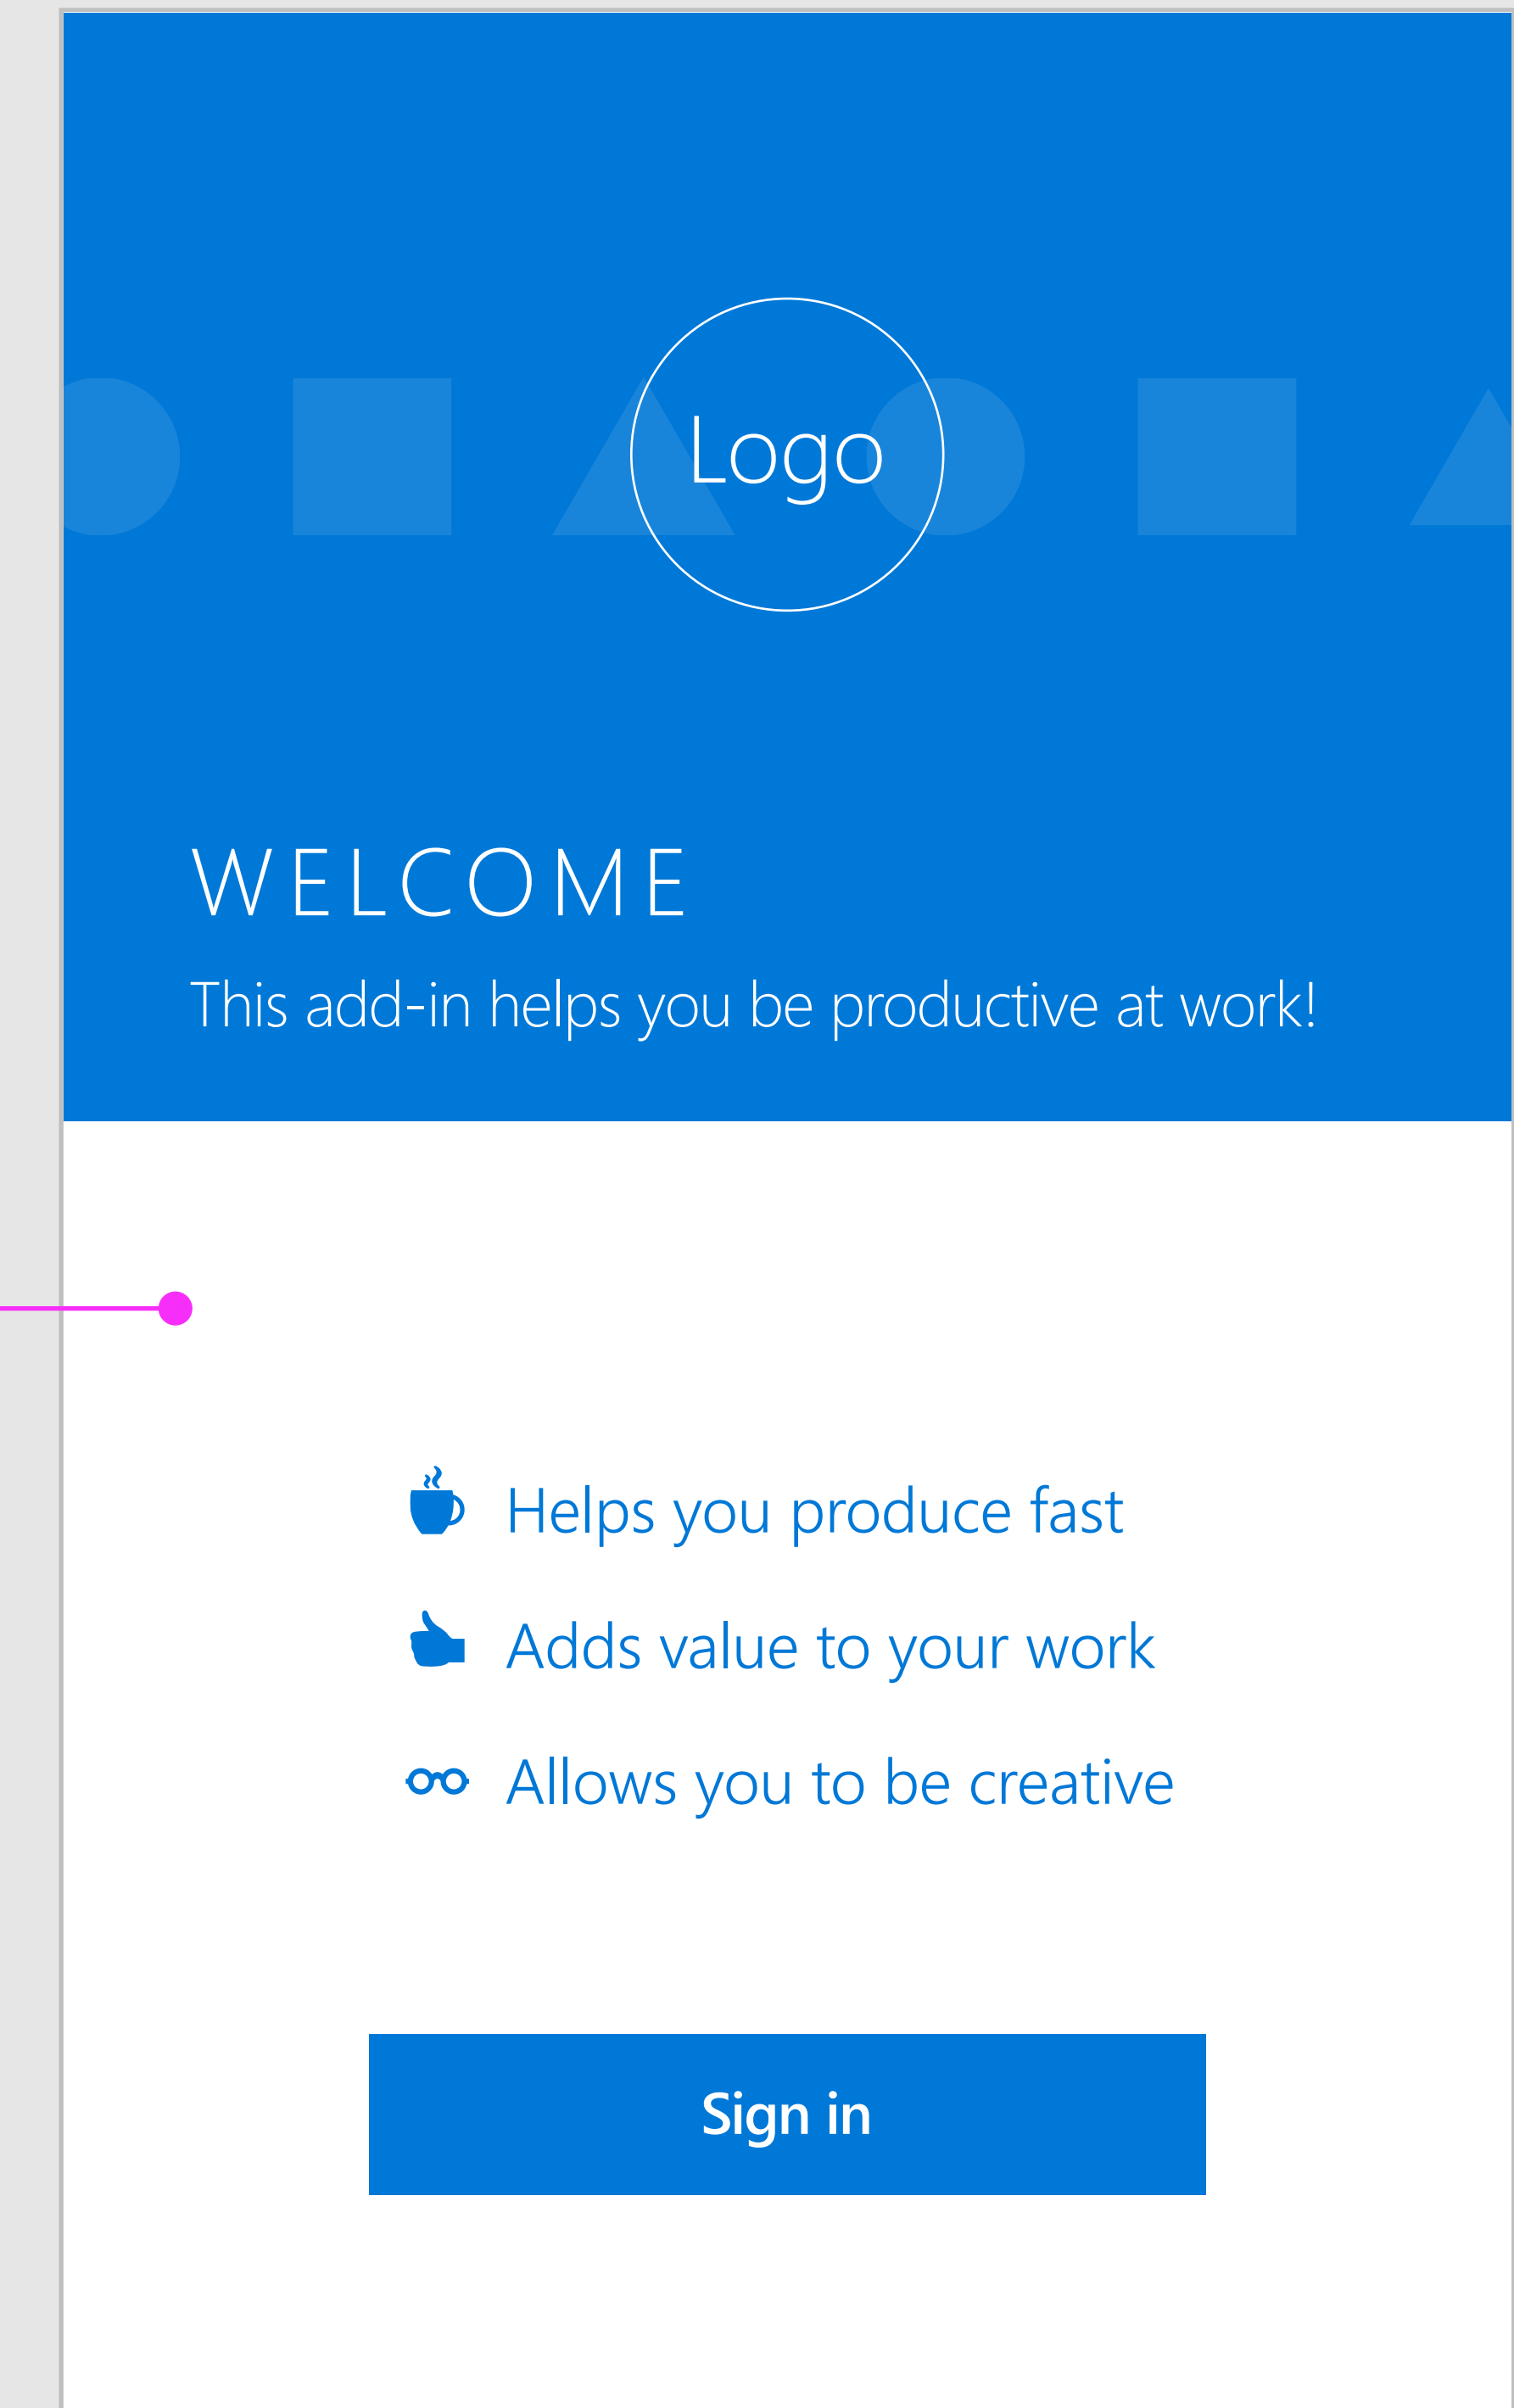 Logo
WELCOME
This add-in helps you be productive at work!
Helps you produce fast
Adds value to your work
Allows you to be creative
Sign in